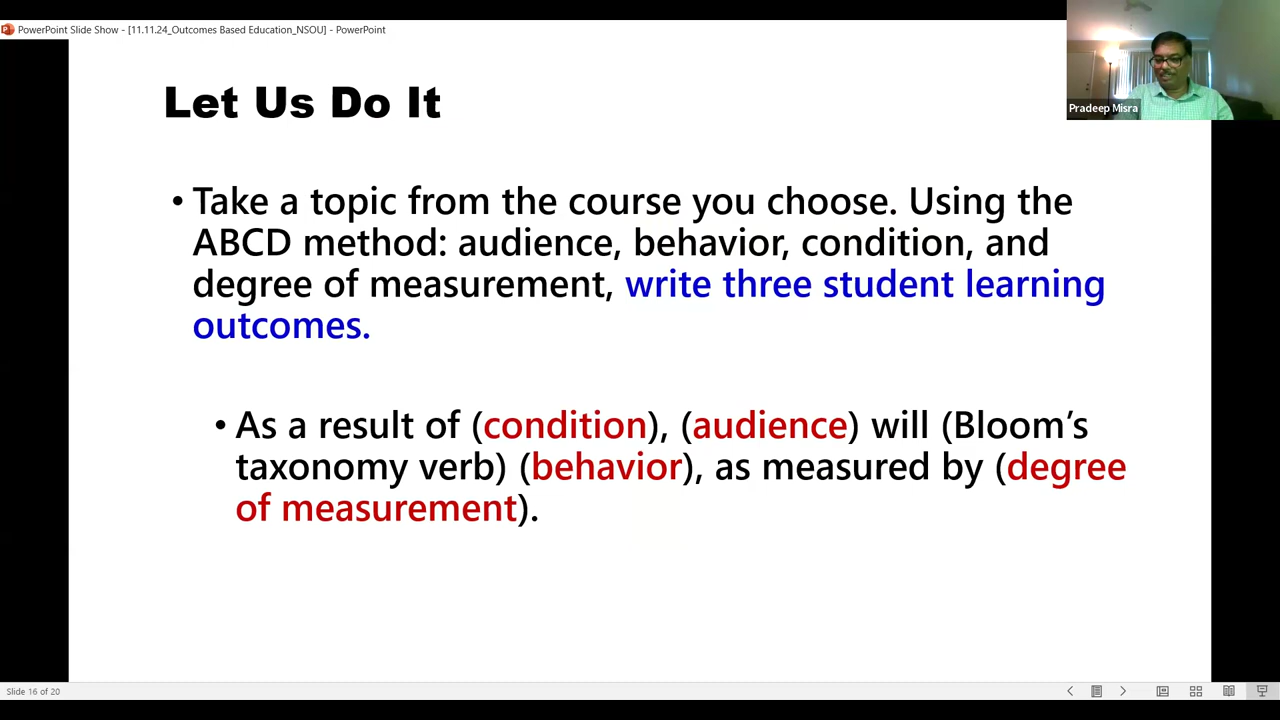 PowerPoint Slide Show - [11.11.24_Outcomes Based Education_NSOU] - PowerPoint
Pradeep Misra
Let Us Do It
• Take a topic from the course you choose. Using the
ABCD method: audience, behavior, condition, and
degree of measurement, write three student learning
outcomes.
• As a result of (condition), (audience) will (Bloom’s
taxonomy verb) (behavior), as measured by (degree
of measurement).
Slide 16 of 20